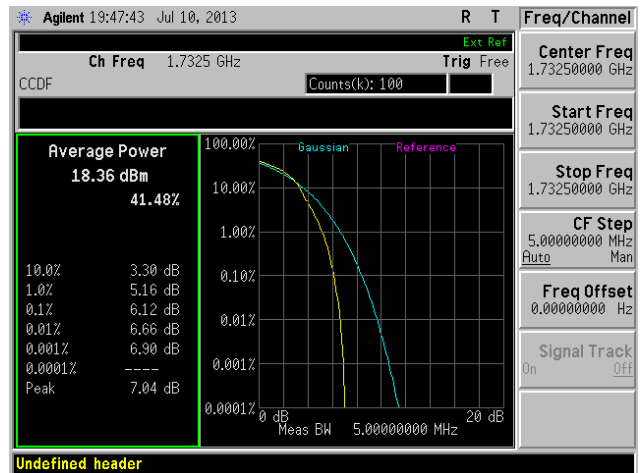 Agilent 19:47:43 Jul 10, 2013 R T
Ext Ref
Ch Freq 1.7325 GHz Trig Free
CCDF Counts(k): 100
Average Power
18.36 dBm
41.48%
10.0% 3.30 dB
1.0% 5.16 dB
0.1% 6.12 dB
0.01% 6.66 dB
0.001% 6.90 dB
0.0001% ----
Peak 7.04 dB
100.00% Gaussian Reference
10.00%
1.00%
0.10%
0.01%
0.001%
0.0001%
0 dB 20 dB
Meas BW 5.00000000 MHz
Undefined header
Freq/Channel
Center Freq
1.73250000 GHz
Start Freq
1.73250000 GHz
Stop Freq
1.73250000 GHz
CF Step
5.00000000 MHz
Auto Man
Freq Offset
0.00000000 Hz
Signal Track
On Off